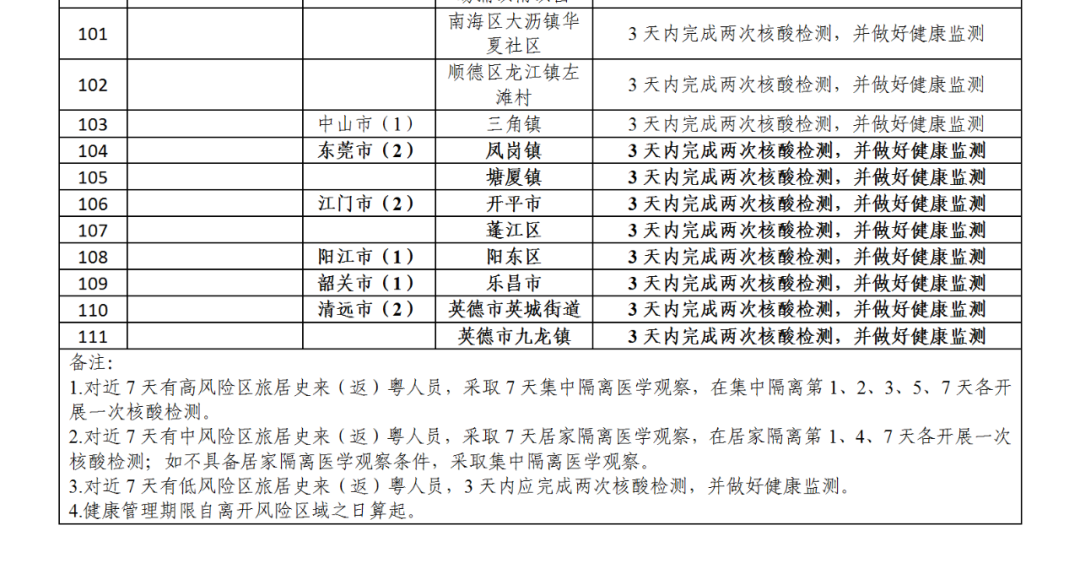 101 南海区大沥镇华 3 天内完成两次核酸检测，并做好健康监测
夏社区
102 顺德区龙江镇左 3 天内完成两次核酸检测，并做好健康监测
滩村
103 中山市（1） 三角镇 3 天内完成两次核酸检测，并做好健康监测
104 东莞市（2） 凤岗镇 3 天内完成两次核酸检测，并做好健康监测
105 塘厦镇 3 天内完成两次核酸检测，并做好健康监测
106 江门市（2） 开平市 3 天内完成两次核酸检测，并做好健康监测
107 蓬江区 3 天内完成两次核酸检测，并做好健康监测
108 阳江市（1） 阳东区 3 天内完成两次核酸检测，并做好健康监测
109 韶关市（1） 乐昌市 3 天内完成两次核酸检测，并做好健康监测
110 清远市（2） 英德市英城街道 3 天内完成两次核酸检测，并做好健康监测
111 英德市九龙镇 3 天内完成两次核酸检测，并做好健康监测
备注：
1.对近 7 天有高风险区旅居史来（返）粤人员，采取 7 天集中隔离医学观察，在集中隔离第 1、2、3、5、7 天各开
展一次核酸检测。
2.对近 7 天有中风险区旅居史来（返）粤人员，采取 7 天居家隔离医学观察，在居家隔离第 1、4、7 天各开展一次
核酸检测；如不具备居家隔离医学观察条件，采取集中隔离医学观察。
3.对近 7 天有低风险区旅居史来（返）粤人员，3 天内应完成两次核酸检测，并做好健康监测。
4.健康管理期限自离开风险区域之日算起。